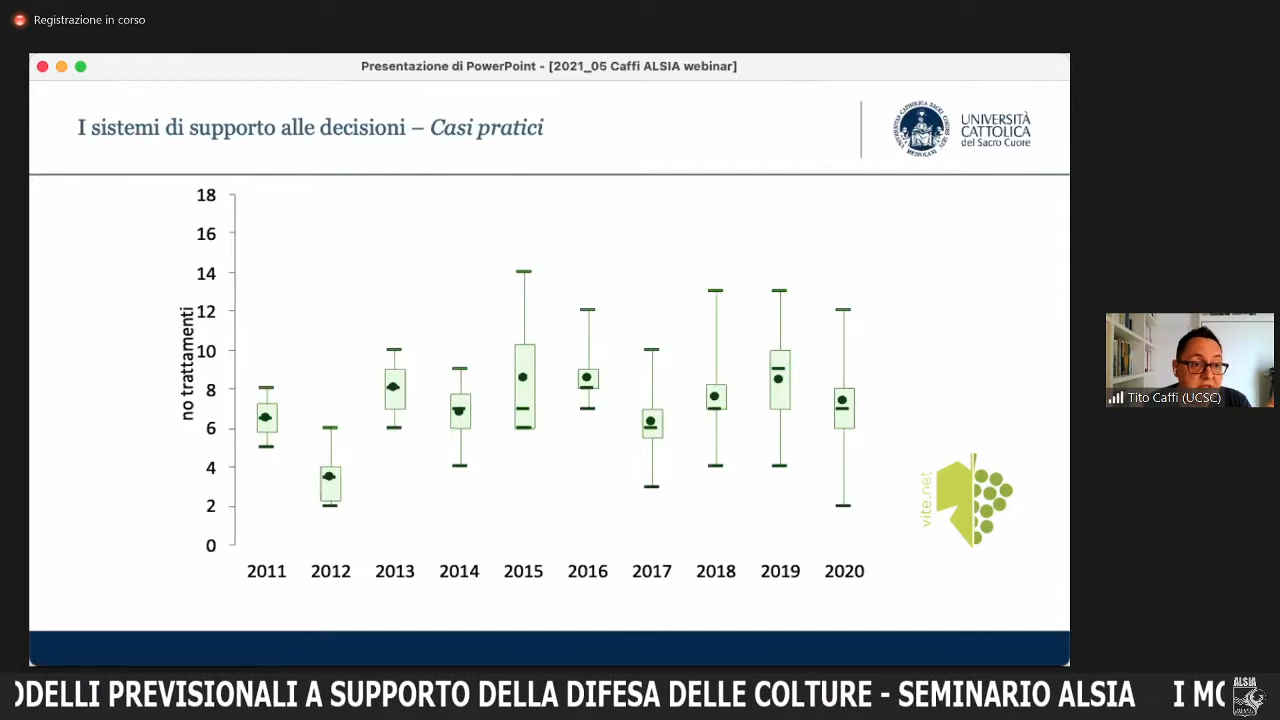 Registrazione in corso
Presentazione di PowerPoint - [2021_05 Caffi ALSIA webinar]
I sistemi di supporto alle decisioni – Casi pratici
UNIVERSITÀ
CATTOLICA
del Sacro Cuore
no trattamenti
18
16
14
12
10
8
6
4
2
0
2011 2012 2013 2014 2015 2016 2017 2018 2019 2020
vite.net
Tito Caffi (UCSC)
ODELLI PREVISIONALI A SUPPORTO DELLA DIFESA DELLE COLTURE - SEMINARIO ALSIA I MO
ALSIA